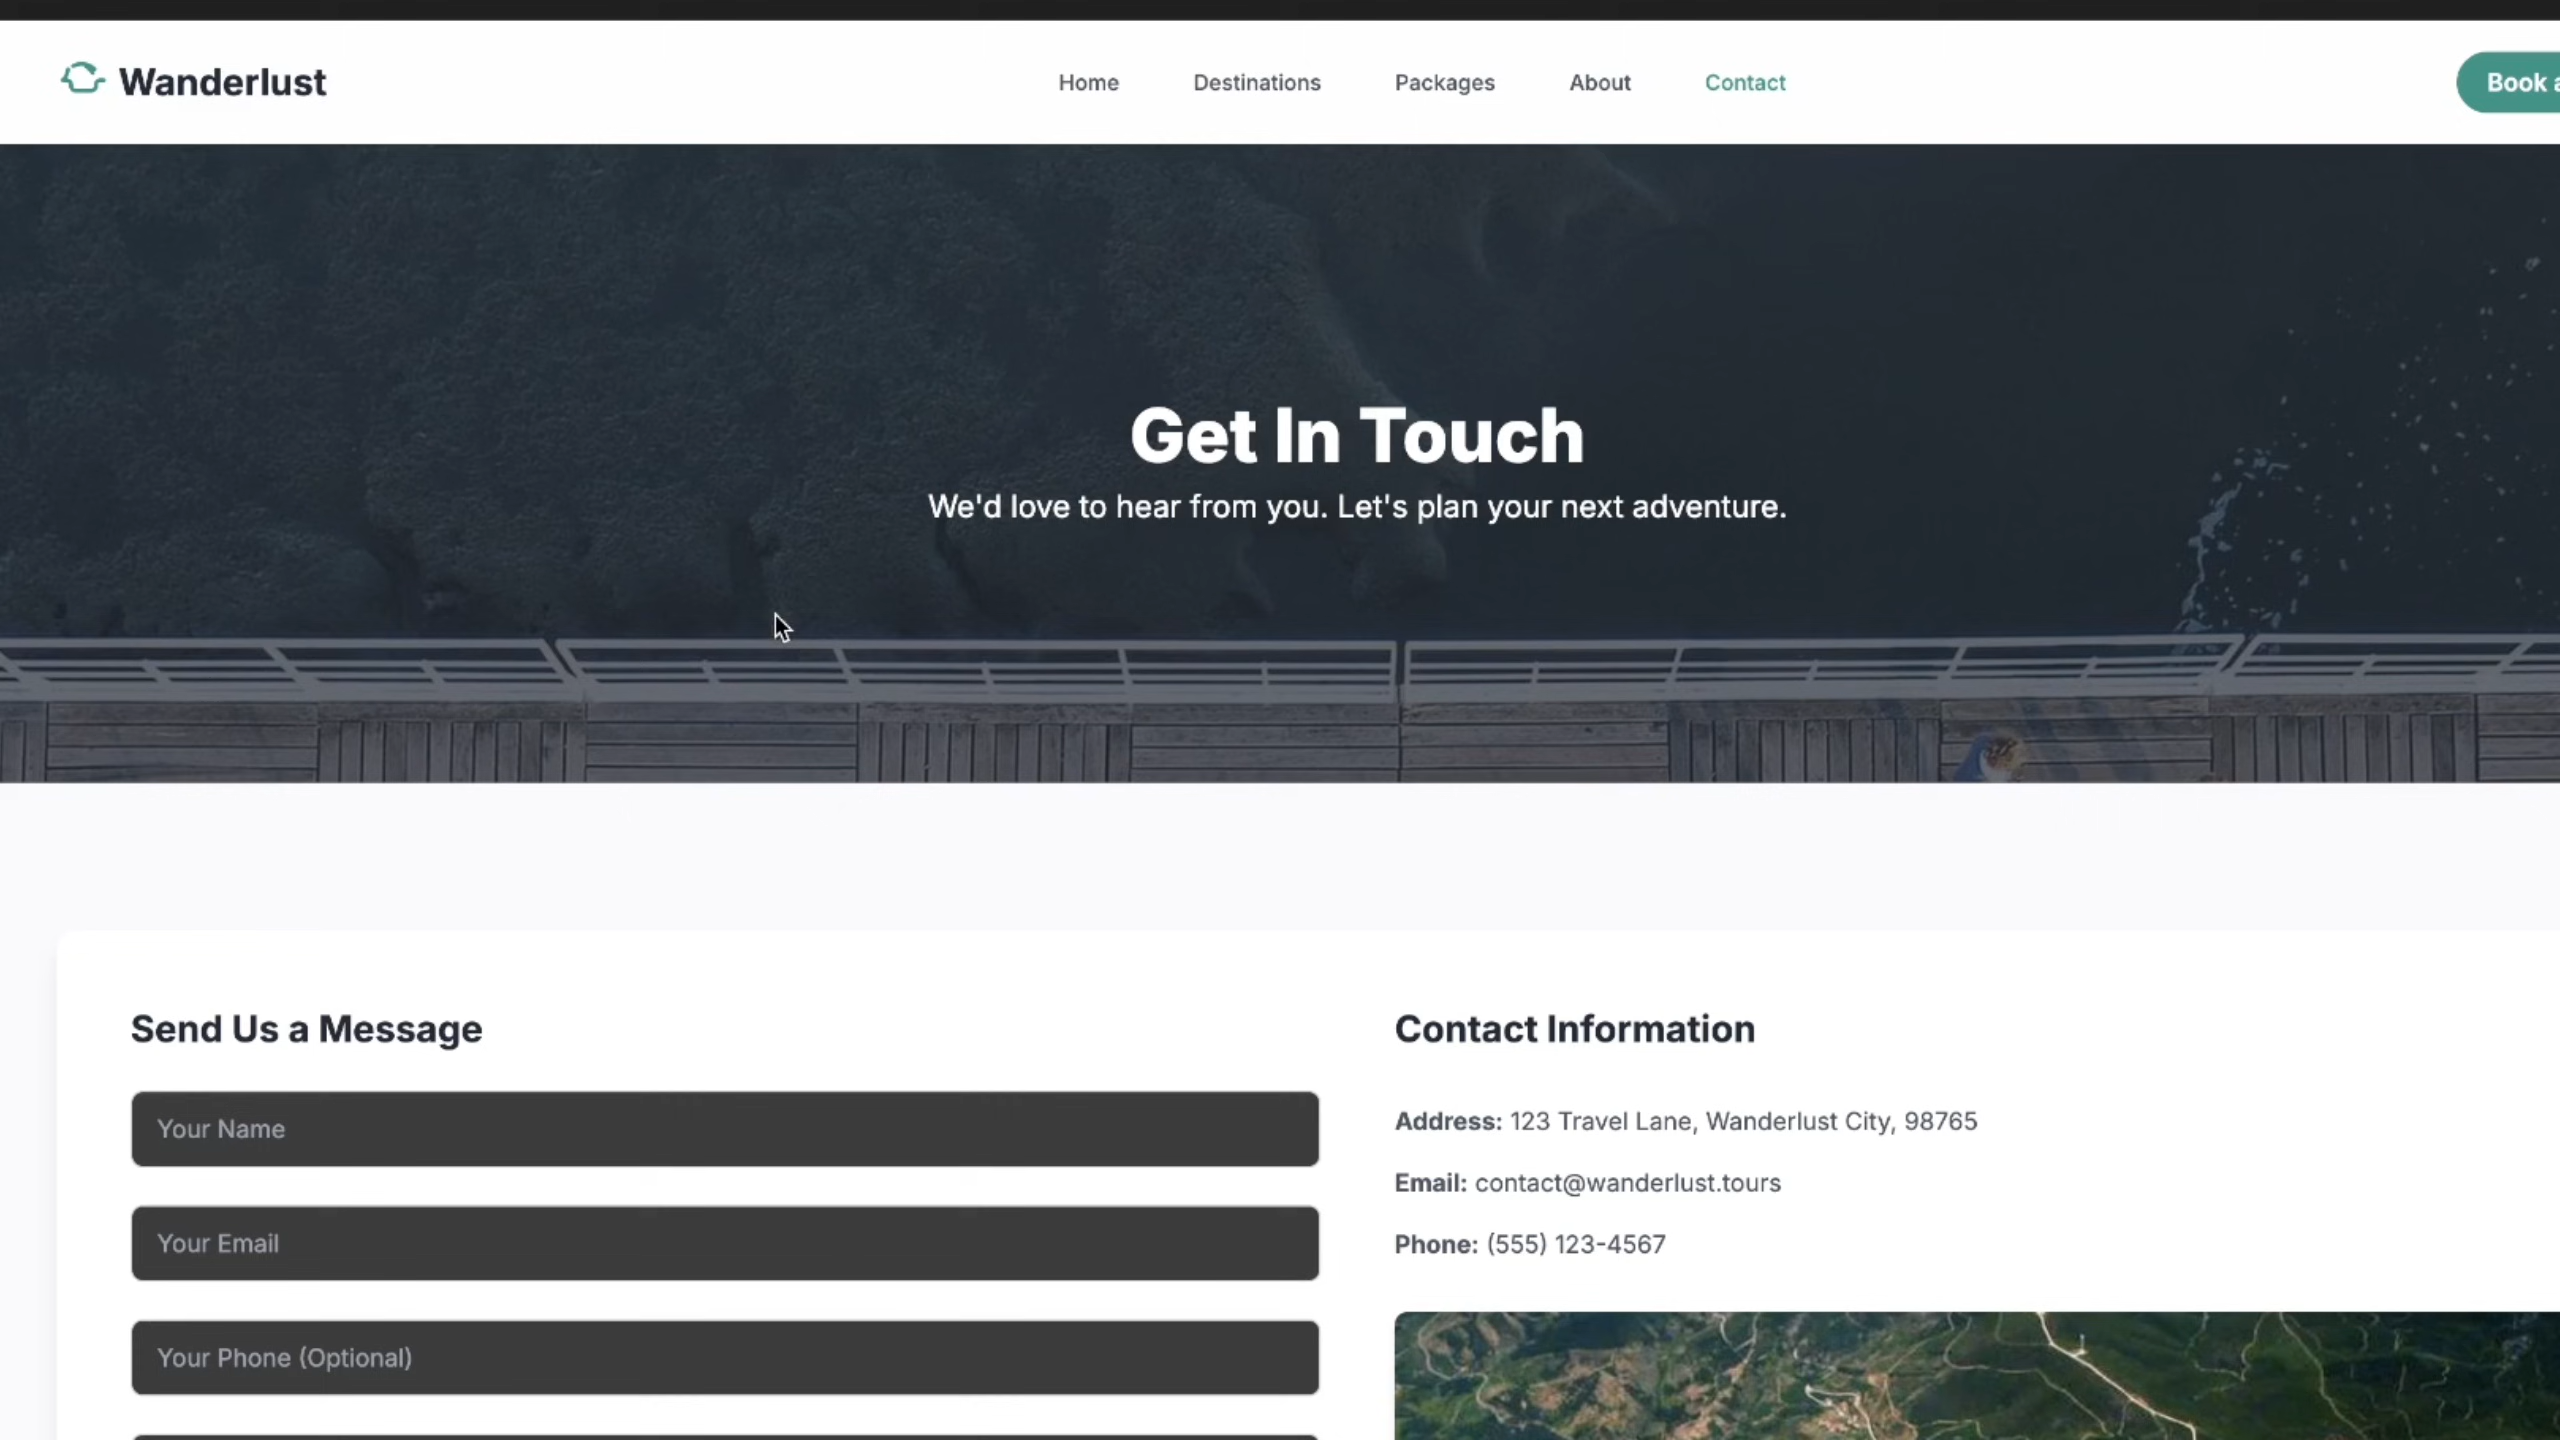 Wanderlust
Home Destinations Packages About Contact
Book
Get In Touch
We'd love to hear from you. Let's plan your next adventure.
Send Us a Message
Your Name
Your Email
Your Phone (Optional)
Contact Information
Address: 123 Travel Lane, Wanderlust City, 98765
Email: contact@wanderlust.tours
Phone: (555) 123-4567